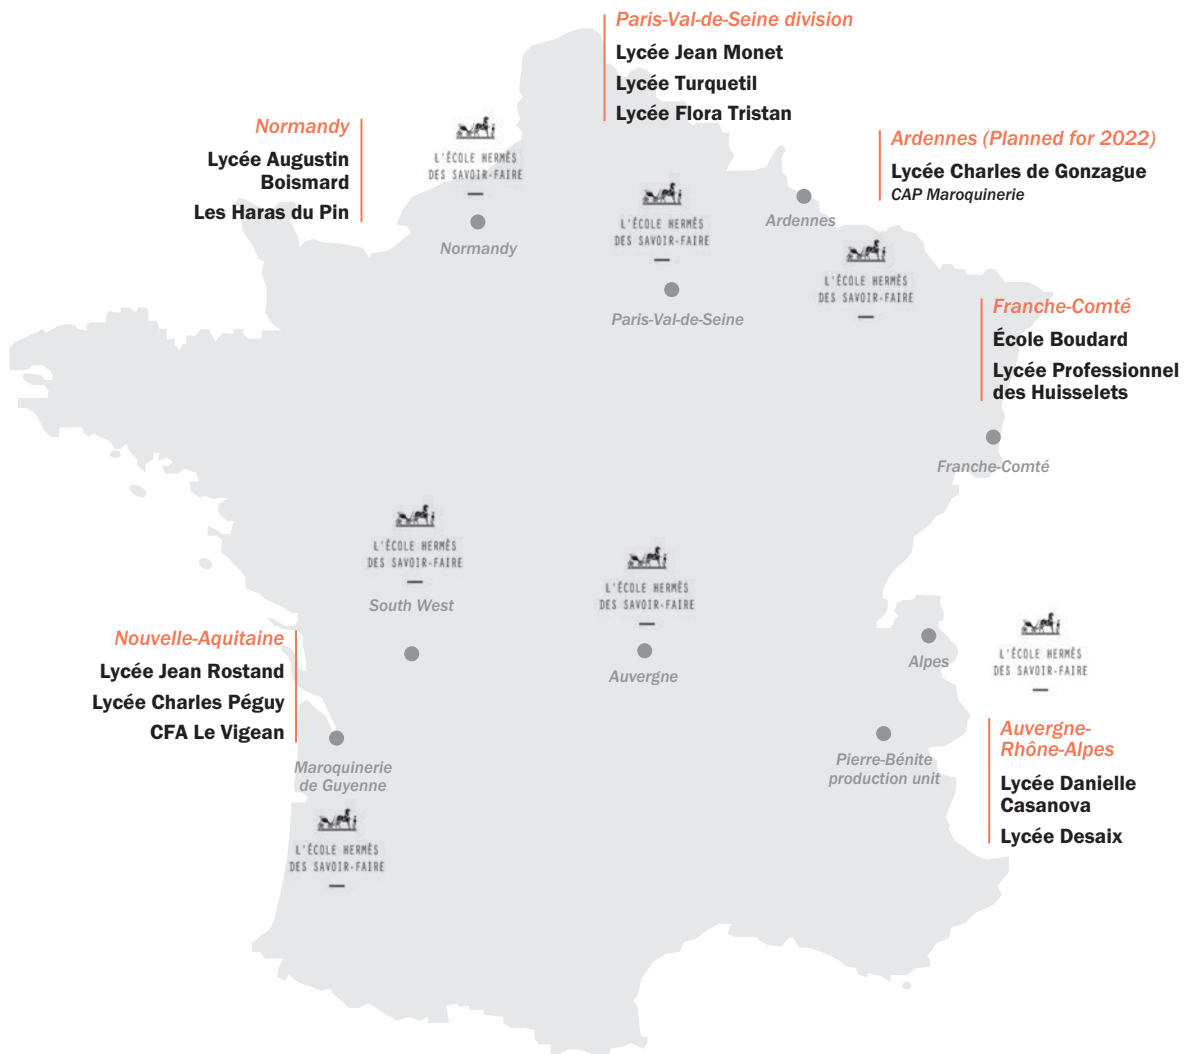 Paris-Val-de-Seine division
Lycée Jean Monet
Lycée Turquetil
Lycée Flora Tristan
Normandy
Lycée Augustin
Boismard
Les Haras du Pin
L'ÉCOLE HERMÈS
DES SAVOIR-FAIRE
Normandy
Ardennes (Planned for 2022)
Lycée Charles de Gonzague
CAP Maroquinerie
Ardennes
L'ÉCOLE HERMÈS
DES SAVOIR-FAIRE
Paris-Val-de-Seine
L'ÉCOLE HERMÈS
DES SAVOIR-FAIRE
Franche-Comté
École Boudard
Lycée Professionnel
des Huisselets
Franche-Comté
L'ÉCOLE HERMÈS
DES SAVOIR-FAIRE
South West
L'ÉCOLE HERMÈS
DES SAVOIR-FAIRE
Auvergne
Nouvelle-Aquitaine
Lycée Jean Rostand
Lycée Charles Péguy
CFA Le Vigean
Maroquinerie
de Guyenne
L'ÉCOLE HERMÈS
DES SAVOIR-FAIRE
Alpes
L'ÉCOLE HERMÈS
DES SAVOIR-FAIRE
Pierre-Bénite
production unit
Auvergne-
Rhône-Alpes
Lycée Danielle
Casanova
Lycée Desaix